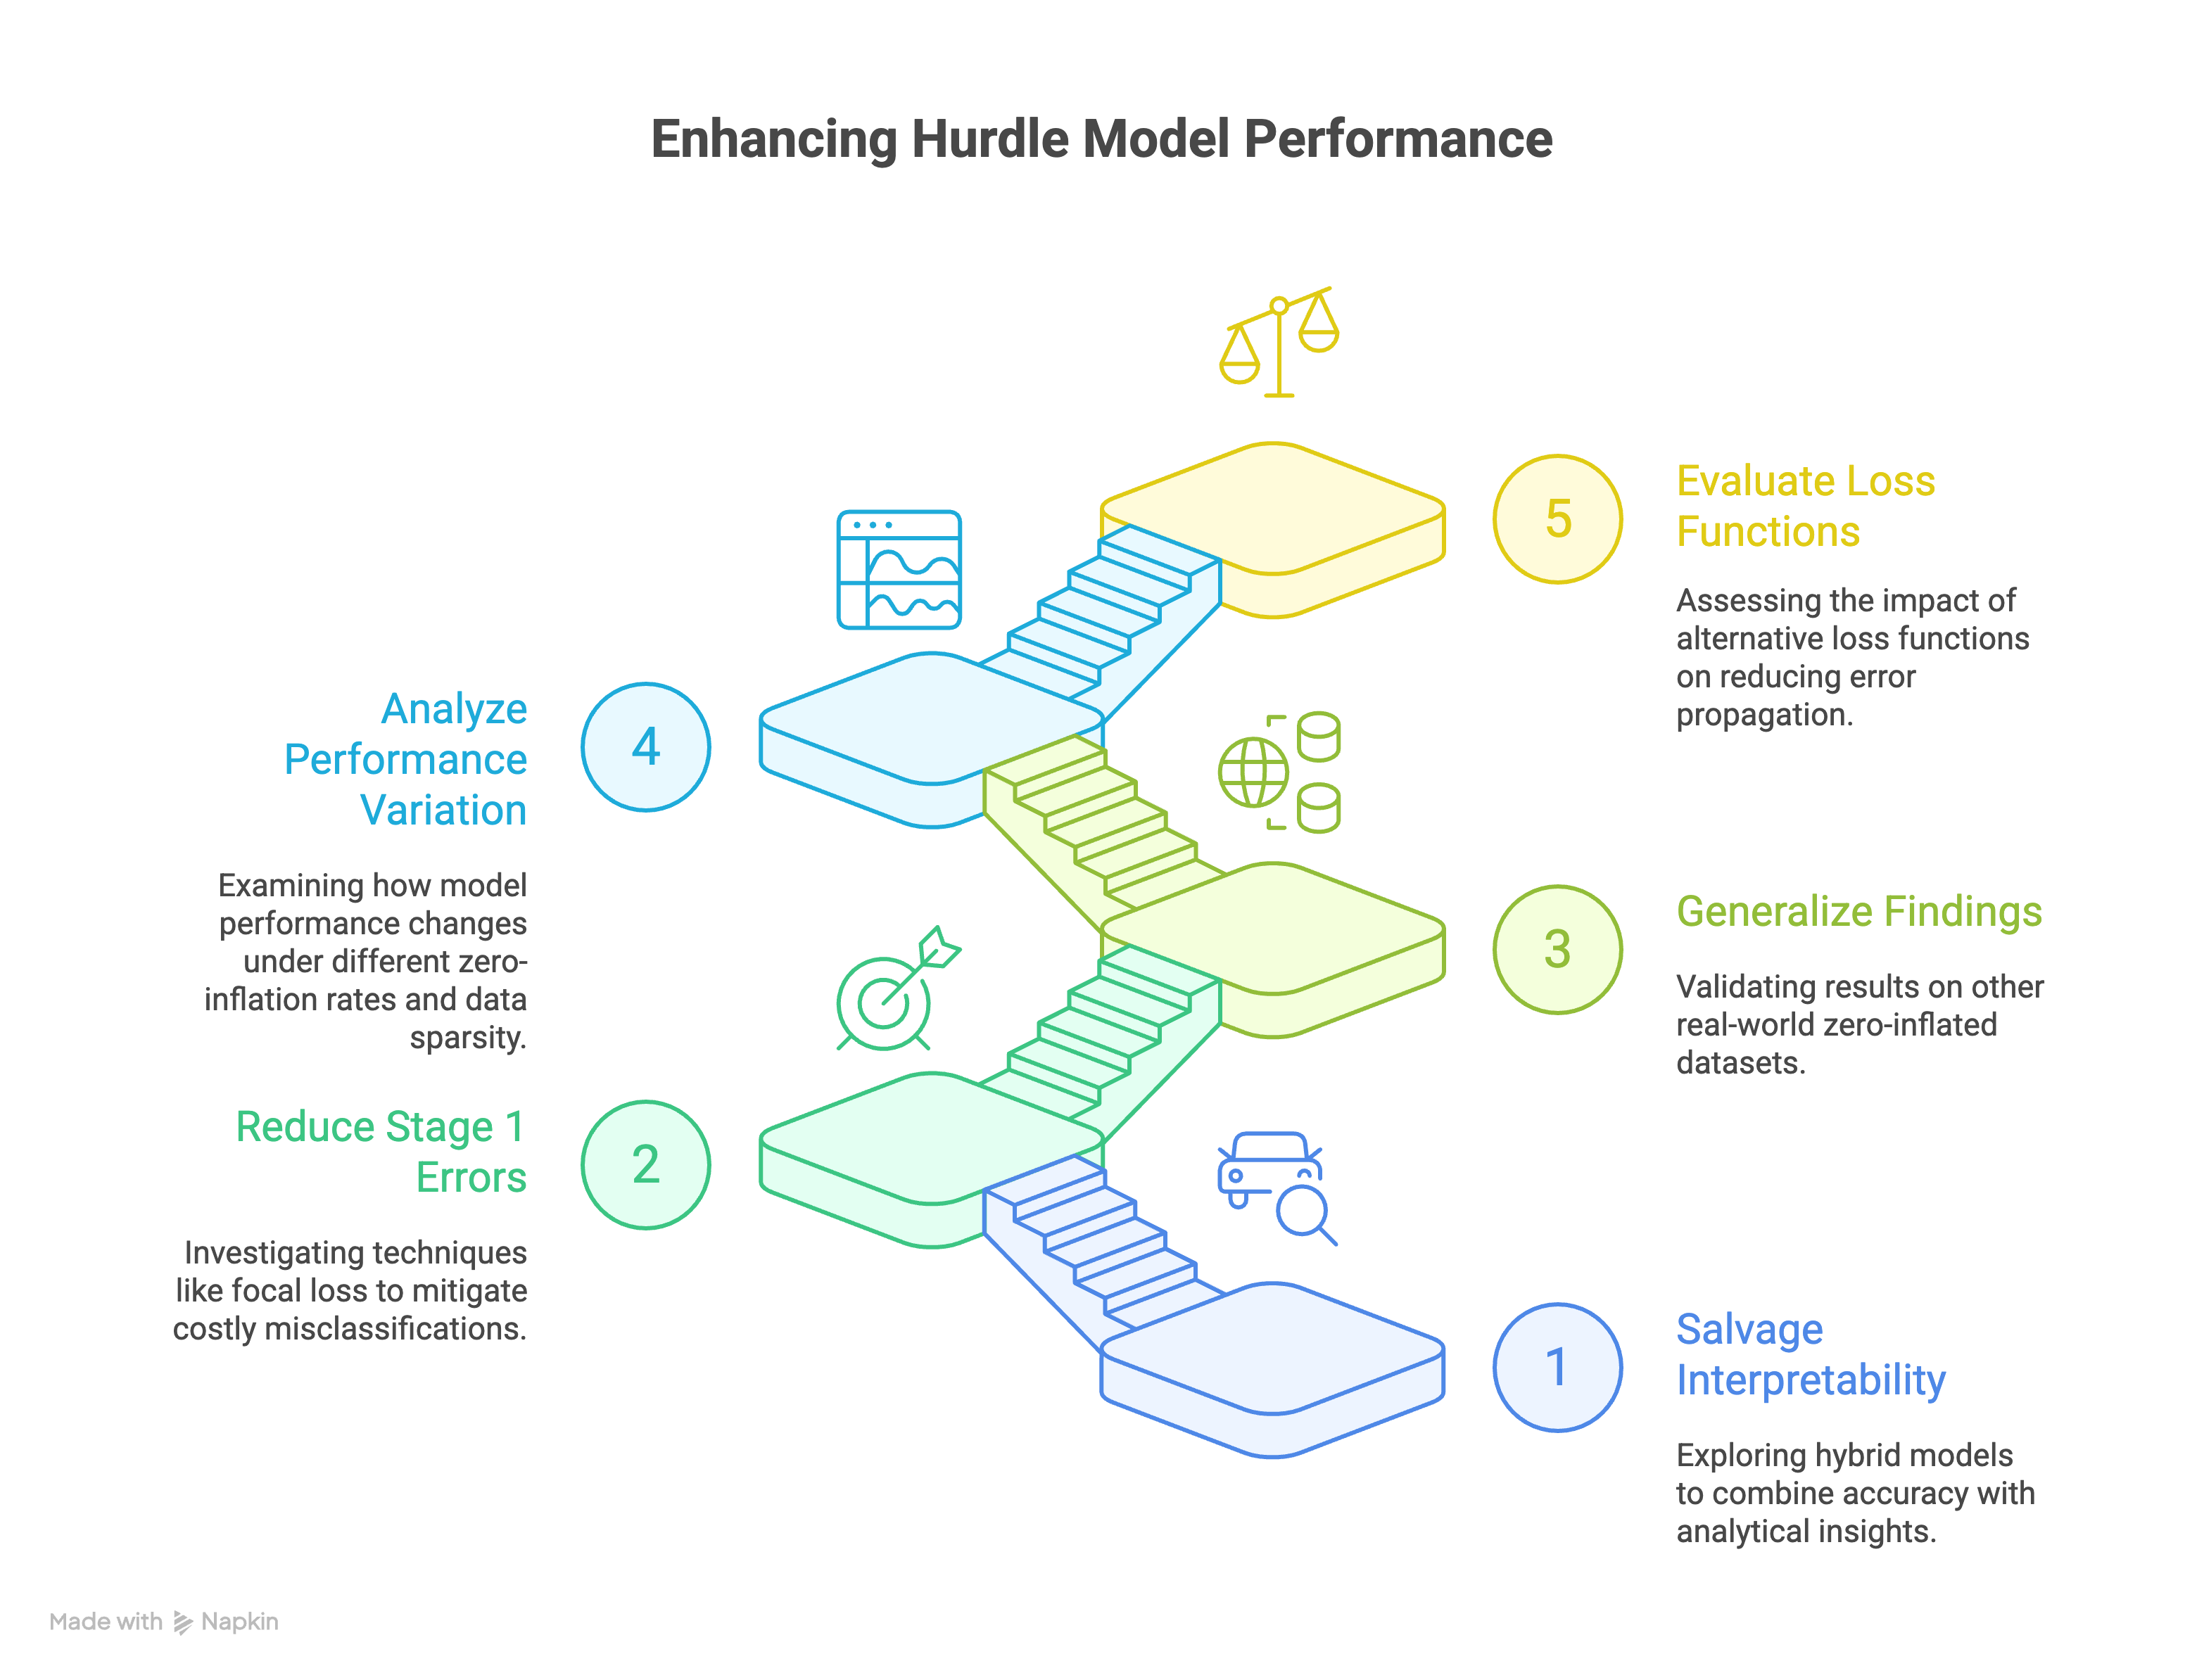 Enhancing Hurdle Model Performance
5
Evaluate Loss
Functions
Assessing the impact of
alternative loss functions
on reducing error
propagation.
4
Analyze
Performance
Variation
Examining how model
performance changes
under different zero-
inflation rates and data
sparsity.
3
Generalize Findings
Validating results on other
real-world zero-inflated
datasets.
2
Reduce Stage 1
Errors
Investigating techniques
like focal loss to mitigate
costly misclassifications.
1
Salvage
Interpretability
Exploring hybrid models
to combine accuracy with
analytical insights.
Made with Napkin